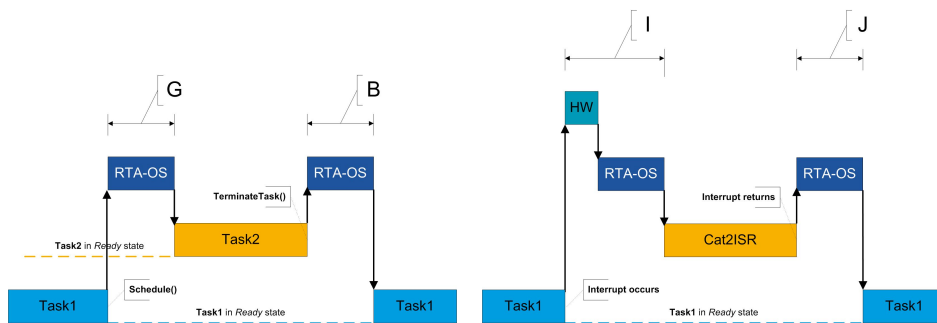 G
B
RTA-OS
RTA-OS
TerminateTask()
Task2
Task2 in Ready state
Schedule()
Task1
Task1
Task1 in Ready state
I
J
HW
RTA-OS
RTA-OS
Interrupt returns
Cat2ISR
Interrupt occurs
Task1
Task1
Task1 in Ready state